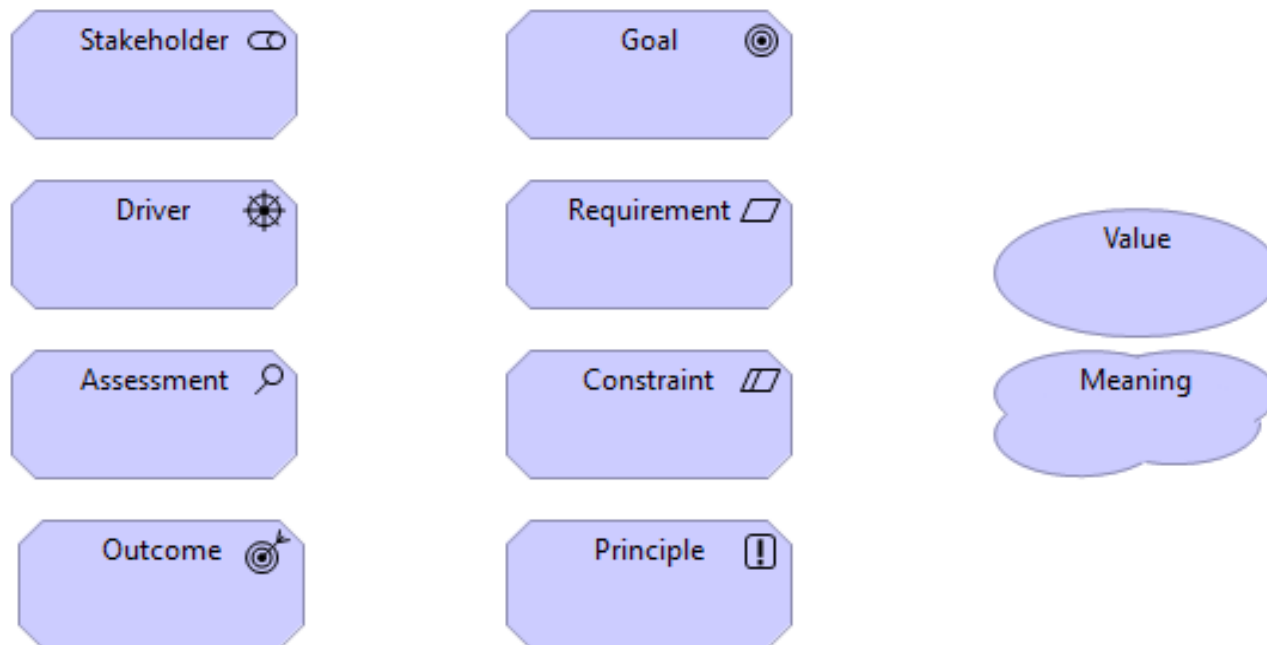 Stakeholder
Goal
Driver
Requirement
Value
Assessment
Constraint
Meaning
Outcome
Principle